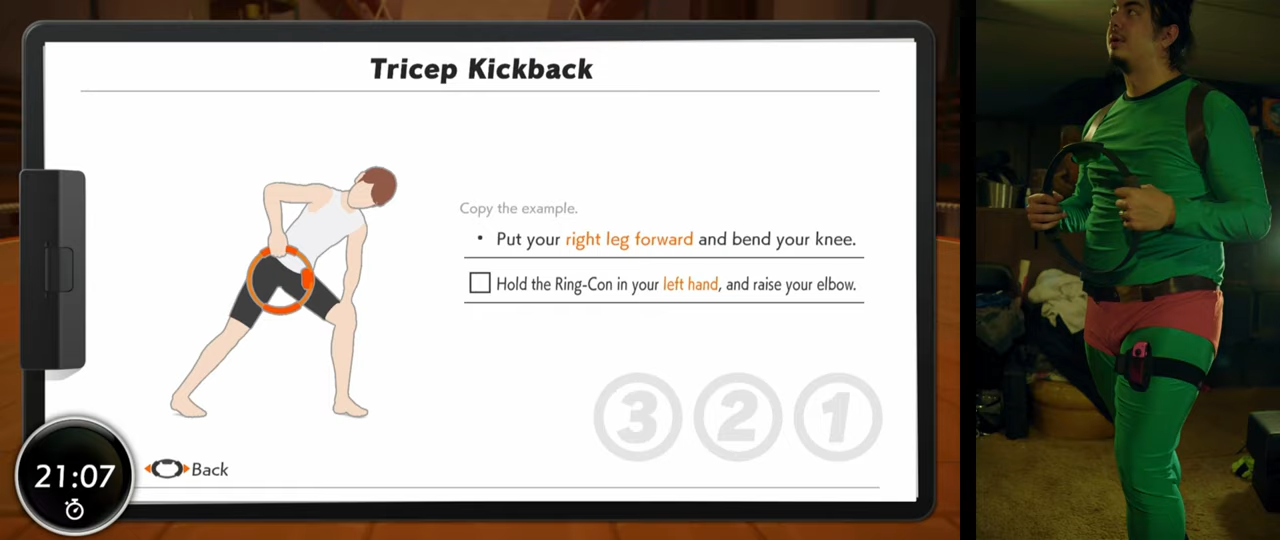 Tricep Kickback
Copy the example.
• Put your right leg forward and bend your knee.
Hold the Ring-Con in your left hand, and raise your elbow.
3 2 1
21:07
Back